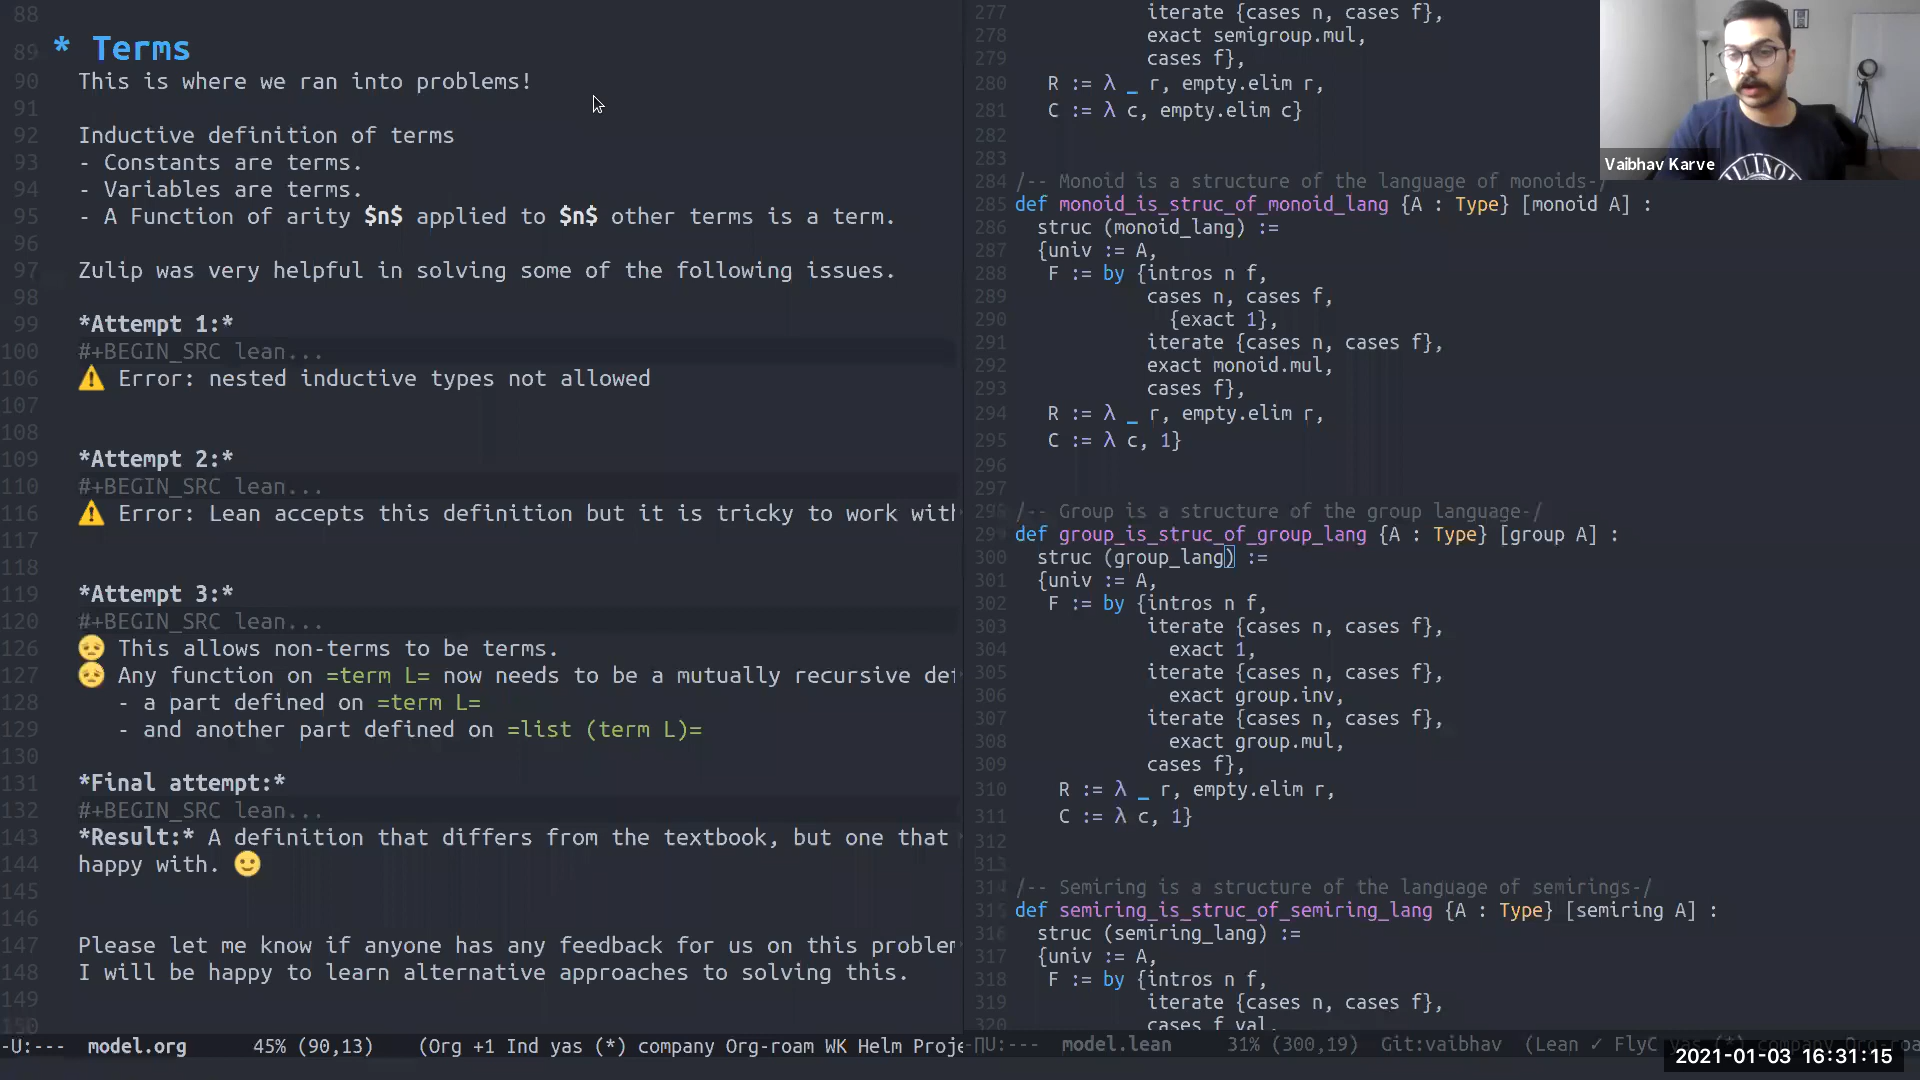 88
89 * Terms
90 This is where we ran into problems!
91
92 Inductive definition of terms
93 - Constants are terms.
94 - Variables are terms.
95 - A Function of arity $n$ applied to $n$ other terms is a term.
96
97 Zulip was very helpful in solving some of the following issues.
98
99 *Attempt 1:*
100 #+BEGIN_SRC lean...
106 ⚠️ Error: nested inductive types not allowed
107
108
109 *Attempt 2:*
110 #+BEGIN_SRC lean...
116 ⚠️ Error: Lean accepts this definition but it is tricky to work with
117
118
119 *Attempt 3:*
120 #+BEGIN_SRC lean...
126 😞 This allows non-terms to be terms.
127 😞 Any function on =term L= now needs to be a mutually recursive def
128 - a part defined on =term L=
129 - and another part defined on =list (term L)=
130
131 *Final attempt:*
132 #+BEGIN_SRC lean...
143 *Result:* A definition that differs from the textbook, but one that
144 happy with. 🙂
145
146
147 Please let me know if anyone has any feedback for us on this problem
148 I will be happy to learn alternative approaches to solving this.
149
150
-U:--- model.org 45% (90,13) (Org +1 Ind yas (*) company Org-roam WK Helm Proje
277 iterate {cases n, cases f},
278 exact semigroup.mul,
279 cases f},
280 R := λ _ r, empty.elim r,
281 C := λ c, empty.elim c}
282
283
284 /-- Monoid is a structure of the language of monoids-/
285 def monoid_is_struc_of_monoid_lang {A : Type} [monoid A] :
286 struc (monoid_lang) :=
287 {univ := A,
288 F := by {intros n f,
289 cases n, cases f,
290 {exact 1},
291 iterate {cases n, cases f},
292 exact monoid.mul,
293 cases f},
294 R := λ _ r, empty.elim r,
295 C := λ c, 1}
296
297
298 /-- Group is a structure of the group language-/
299 def group_is_struc_of_group_lang {A : Type} [group A] :
300 struc (group_lang) :=
301 {univ := A,
302 F := by {intros n f,
303 iterate {cases n, cases f},
304 exact 1,
305 iterate {cases n, cases f},
306 exact group.inv,
307 iterate {cases n, cases f},
308 exact group.mul,
309 cases f},
310 R := λ _ r, empty.elim r,
311 C := λ c, 1}
312
313
314 /-- Semiring is a structure of the language of semirings-/
315 def semiring_is_struc_of_semiring_lang {A : Type} [semiring A] :
316 struc (semiring_lang) :=
317 {univ := A,
318 F := by {intros n f,
319 iterate {cases n, cases f},
320 cases f_val,
U:--- model.lean 31% (300,19) Git:vaibhav (Lean ✓ FlyC yas (*) company Org-roa
Vaibhav Karve
2021-01-03 16:31:15